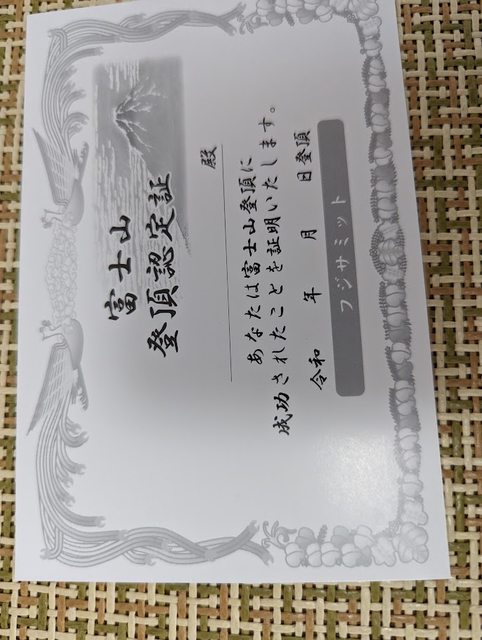 富士山
登頂認定証
殿
あなたは富士山登頂に
成功されたことを証明いたします。
令和 年 月 日登頂
フジサミット